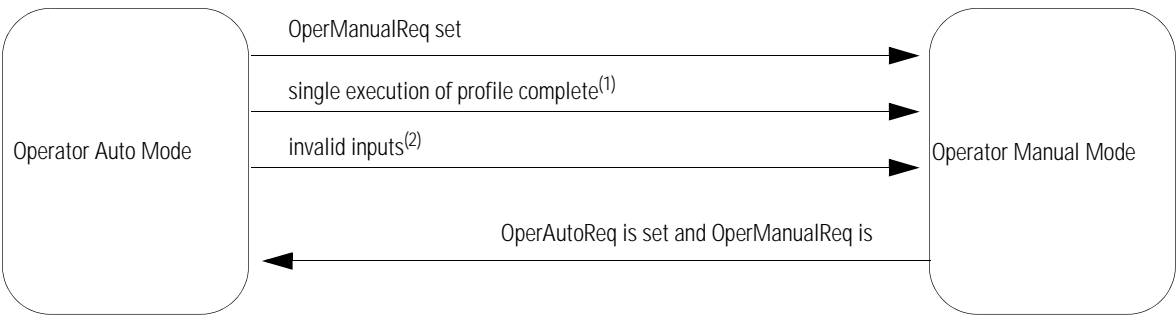 OperManualReq set
single execution of profile complete(1)
invalid inputs(2)
Operator Auto Mode
Operator Manual Mode
OperAutoReq is set and OperManualReq is